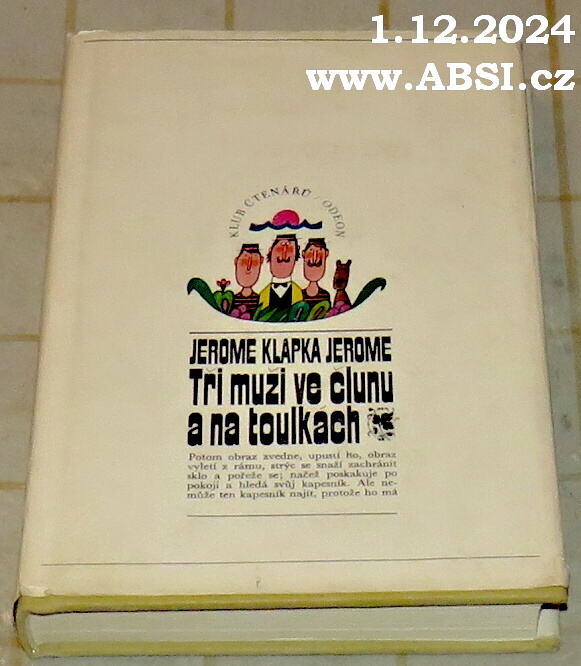 1.12.2024
www.ABSI.cz
KLUB ČTENÁŘŮ / ODEON
JEROME KLAPKA JEROME
Tři muži ve člunu
a na toulkách
Potom obraz zvedne, upustí ho, obraz
vyletí z rámu, strýc se snaží zachránit
sklo a pořeže se; načež poskakuje po
pokoji a hledá svůj kapesník. Ale ne-
může ten kapesník najít, protože ho má